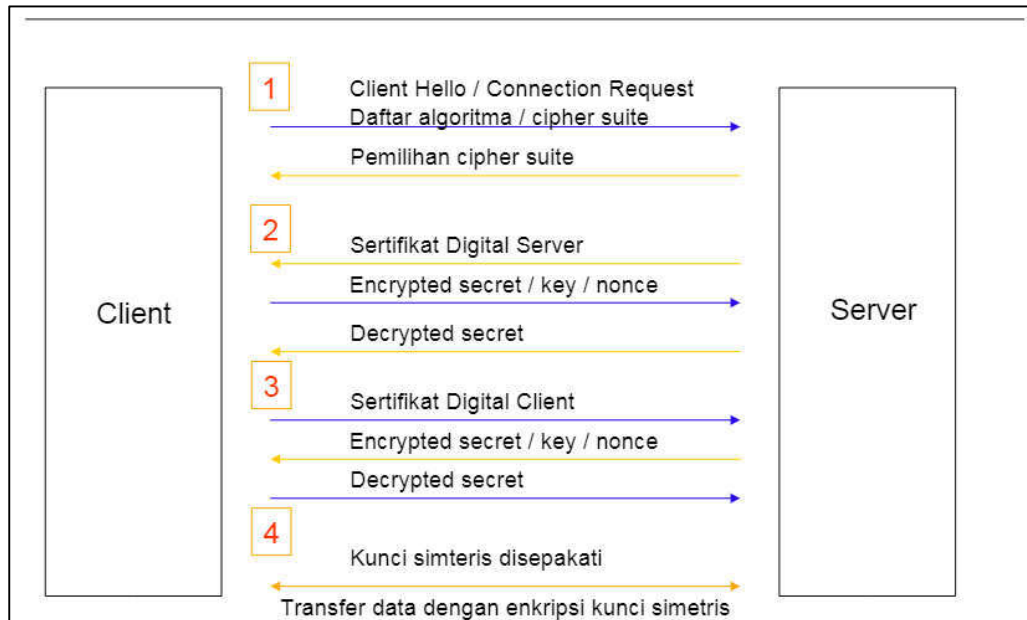 1
Client Hello / Connection Request
Daftar algoritma / cipher suite
Pemilihan cipher suite
2
Sertifikat Digital Server
Encrypted secret / key / nonce
Client
Server
Decrypted secret
3
Sertifikat Digital Client
Encrypted secret / key / nonce
Decrypted secret
4
Kunci simteris disepakati
Transfer data dengan enkripsi kunci simetris